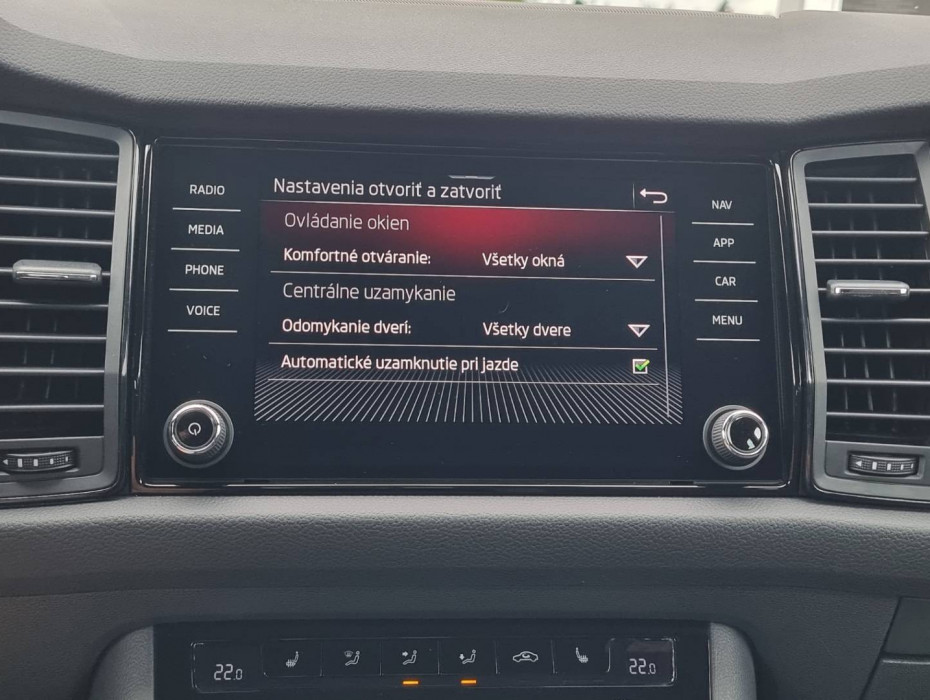 RADIO
MEDIA
PHONE
VOICE
Nastavenia otvoriť a zatvoriť
Ovládanie okien
Komfortné otváranie: Všetky okná
Centrálne uzamykanie
Odomykanie dverí: Všetky dvere
Automatické uzamknutie pri jazde
NAV
APP
CAR
MENU
22.0
22.0